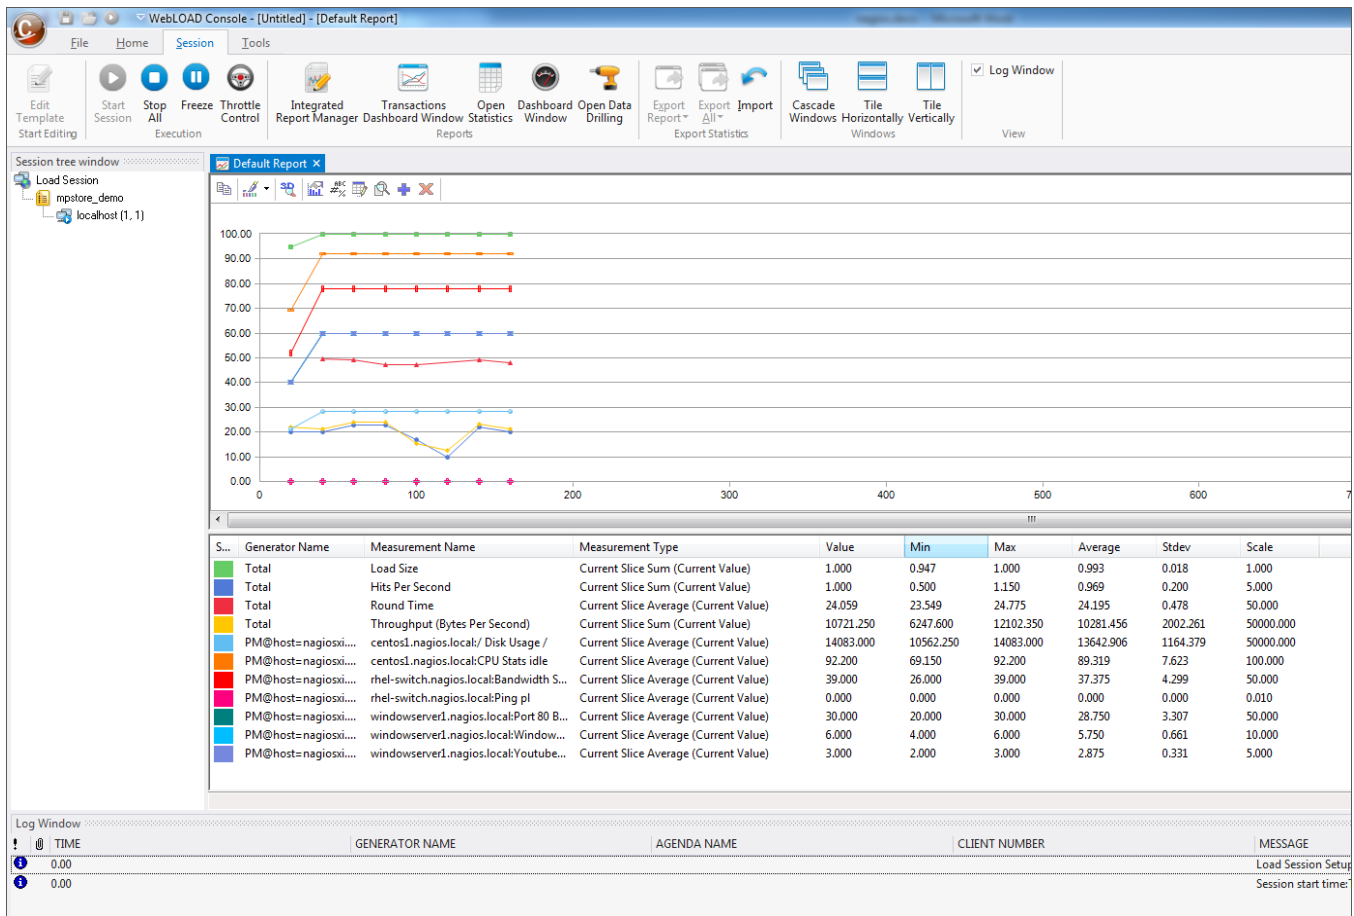 WebLOAD Console - [Untitled] - [Default Report]
File Home Session Tools
Edit Template
Start Session
Stop All
Freeze
Throttle Control
Integrated Report Manager
Transactions Dashboard Window
Open Statistics
Dashboard Window
Open Data Drilling
Export Report
Export All
Import
Cascade Windows
Tile Horizontally
Tile Vertically
Log Window
Start Editing Execution Reports Export Statistics Windows View
Session tree window
Load Session
mpstore_demo
localhost (1, 1)
Default Report
3D
ABC
#%
100.00
90.00
80.00
70.00
60.00
50.00
40.00
30.00
20.00
10.00
0.00
0 100 200 300 400 500 600 7
S... Generator Name Measurement Name Measurement Type Value Min Max Average Stdev Scale
Total Load Size Current Slice Sum (Current Value) 1.000 0.947 1.000 0.993 0.018 1.000
Total Hits Per Second Current Slice Sum (Current Value) 1.000 0.500 1.150 0.969 0.200 5.000
Total Round Time Current Slice Average (Current Value) 24.059 23.549 24.775 24.195 0.478 50.000
Total Throughput (Bytes Per Second) Current Slice Sum (Current Value) 10721.250 6247.600 12102.350 10281.456 2002.261 50000.000
PM@host=nagiosxi.... centos1.nagios.local:/ Disk Usage / Current Slice Average (Current Value) 14083.000 10562.250 14083.000 13642.906 1164.379 50000.000
PM@host=nagiosxi.... centos1.nagios.local:CPU Stats idle Current Slice Average (Current Value) 92.200 69.150 92.200 89.319 7.623 100.000
PM@host=nagiosxi.... rhel-switch.nagios.local:Bandwidth S... Current Slice Average (Current Value) 39.000 26.000 39.000 37.375 4.299 50.000
PM@host=nagiosxi.... rhel-switch.nagios.local:Ping pl Current Slice Average (Current Value) 0.000 0.000 0.000 0.000 0.000 0.010
PM@host=nagiosxi.... windowserver1.nagios.local:Port 80 B... Current Slice Average (Current Value) 30.000 20.000 30.000 28.750 3.307 50.000
PM@host=nagiosxi.... windowserver1.nagios.local:Window... Current Slice Average (Current Value) 6.000 4.000 6.000 5.750 0.661 10.000
PM@host=nagiosxi.... windowserver1.nagios.local:Youtube... Current Slice Average (Current Value) 3.000 2.000 3.000 2.875 0.331 5.000
Log Window
! TIME GENERATOR NAME AGENDA NAME CLIENT NUMBER MESSAGE
0.00 Load Session Setup
0.00 Session start time: